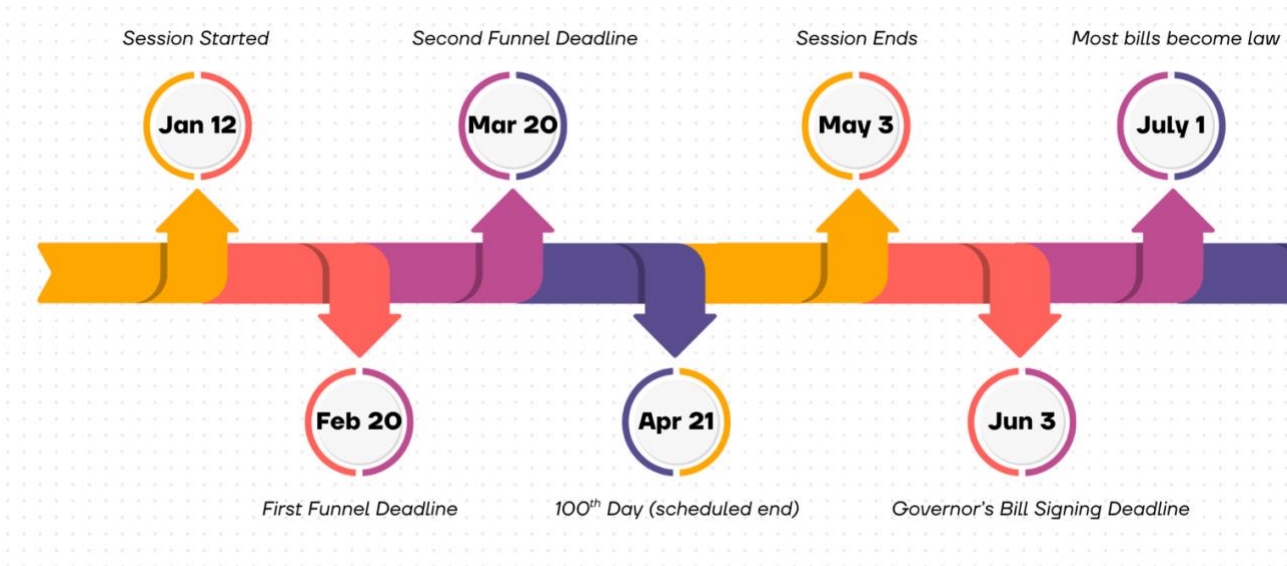 Session Started
Second Funnel Deadline
Session Ends
Most bills become law
Jan 12
Mar 20
May 3
July 1
Feb 20
Apr 21
Jun 3
First Funnel Deadline
100th Day (scheduled end)
Governor's Bill Signing Deadline